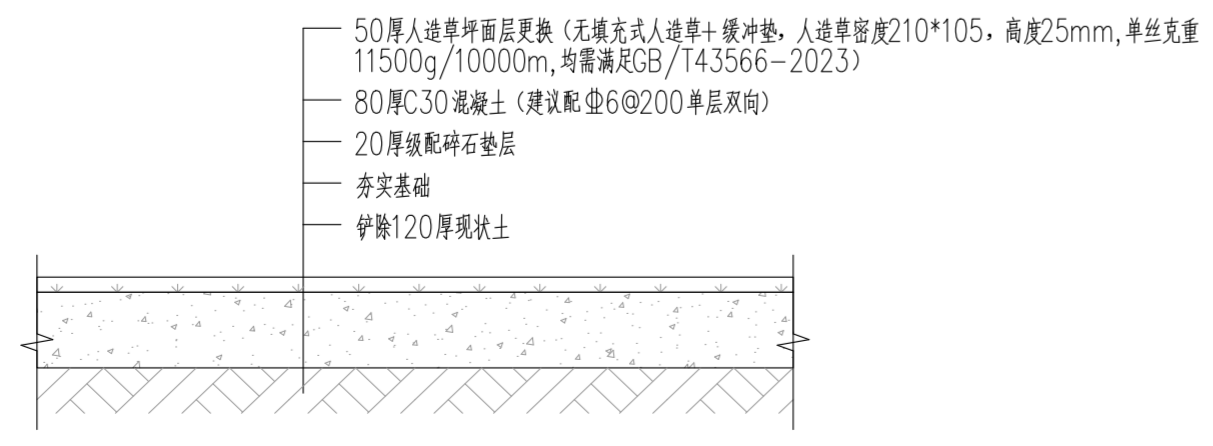 50厚人造草坪面层更换（无填充式人造草+缓冲垫，人造草密度210*105，高度25mm,单丝克重
11500g/10000m,均需满足GB/T43566-2023）
80厚C30混凝土（建议配Φ6@200单层双向）
20厚级配碎石垫层
夯实基础
铲除120厚现状土